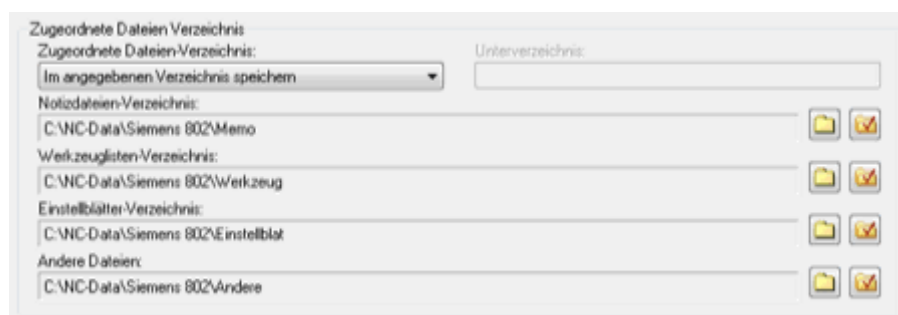 Zugeordnete Dateien Verzeichnis
Zugeordnete Dateien-Verzeichnis: Unterverzeichnis:
Im angegebenen Verzeichnis speichern
Notizdateien-Verzeichnis:
C:\NC-Data\Siemens 802\Memo
Werkzeuglisten-Verzeichnis:
C:\NC-Data\Siemens 802\Werkzeug
Einstellblätter-Verzeichnis:
C:\NC-Data\Siemens 802\Einstellblat
Andere Dateien:
C:\NC-Data\Siemens 802\Andere